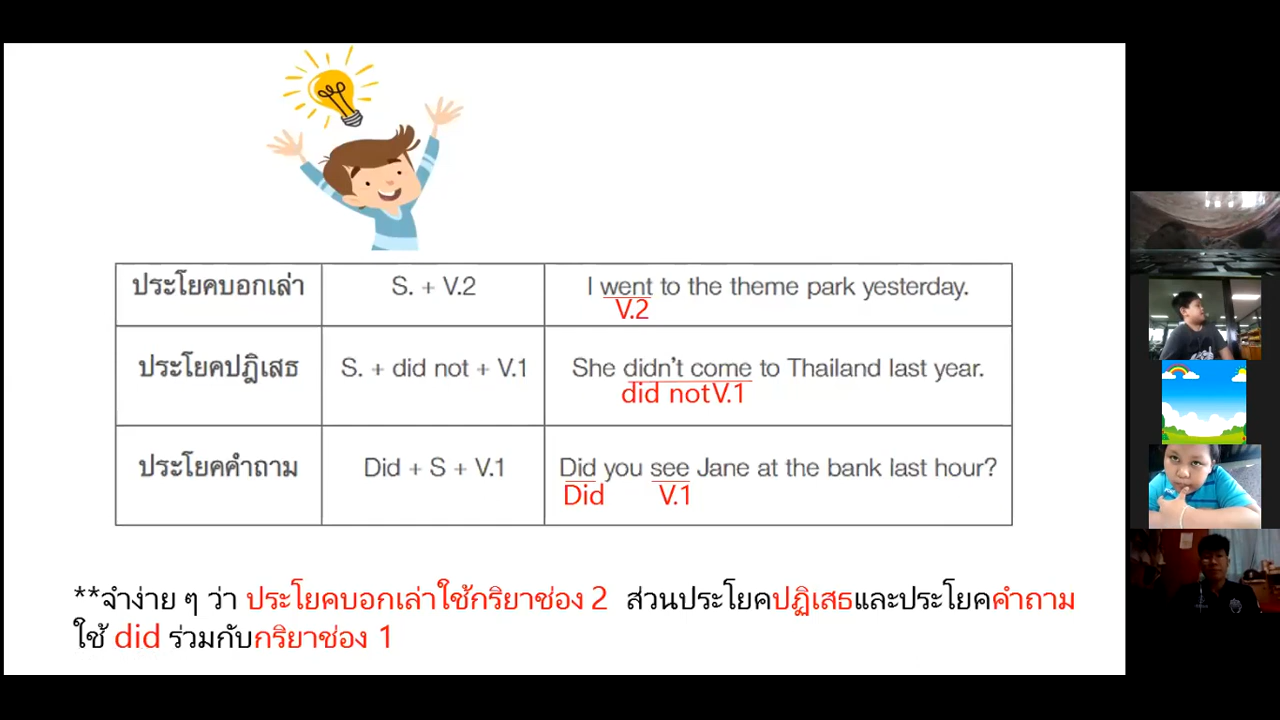 ประโยคบอกเล่า S. + V.2 I went to the theme park yesterday.
V.2
ประโยคปฎิเสธ S. + did not + V.1 She didn't come to Thailand last year.
did not V.1
ประโยคคำถาม Did + S + V.1 Did you see Jane at the bank last hour?
Did V.1
**จำง่าย ๆ ว่า ประโยคบอกเล่าใช้กริยาช่อง 2 ส่วนประโยคปฏิเสธและประโยคคำถาม
ใช้ did ร่วมกับกริยาช่อง 1